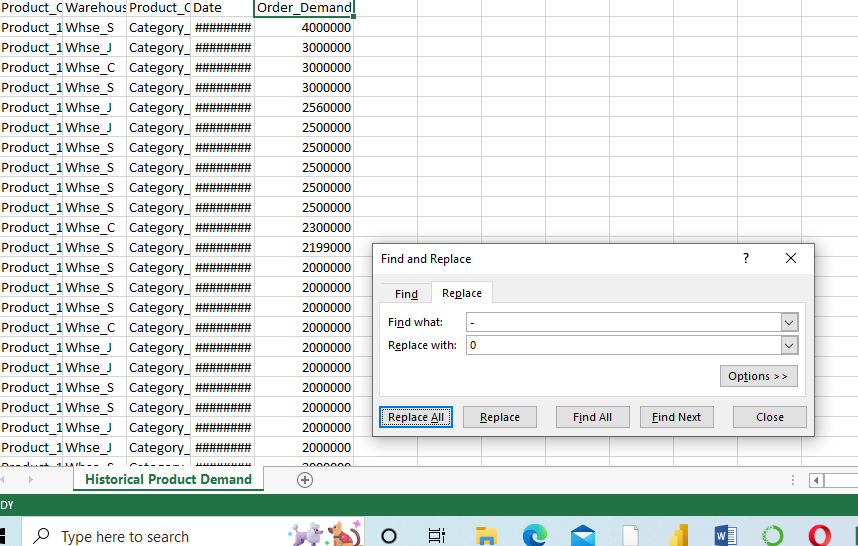 Product_C Warehous Product_C Date Order_Demand
Product_1 Whse_S Category_ ######## 4000000
Product_1 Whse_J Category_ ######## 3000000
Product_1 Whse_C Category_ ######## 3000000
Product_1 Whse_S Category_ ######## 3000000
Product_1 Whse_J Category_ ######## 2560000
Product_1 Whse_J Category_ ######## 2500000
Product_1 Whse_S Category_ ######## 2500000
Product_1 Whse_S Category_ ######## 2500000
Product_1 Whse_S Category_ ######## 2500000
Product_1 Whse_S Category_ ######## 2500000
Product_1 Whse_C Category_ ######## 2300000
Product_1 Whse_S Category_ ######## 2199000
Product_1 Whse_S Category_ ######## 2000000
Product_1 Whse_S Category_ ######## 2000000
Product_1 Whse_S Category_ ######## 2000000
Product_1 Whse_C Category_ ######## 2000000
Product_1 Whse_J Category_ ######## 2000000
Product_1 Whse_J Category_ ######## 2000000
Product_1 Whse_S Category_ ######## 2000000
Product_1 Whse_S Category_ ######## 2000000
Product_1 Whse_J Category_ ######## 2000000
Product_1 Whse_J Category_ ######## 2000000
Find and Replace ?
Find Replace
Find what: -
Replace with: 0
Options >>
Replace All Replace Find All Find Next Close
Historical Product Demand
DY
Type here to search
W